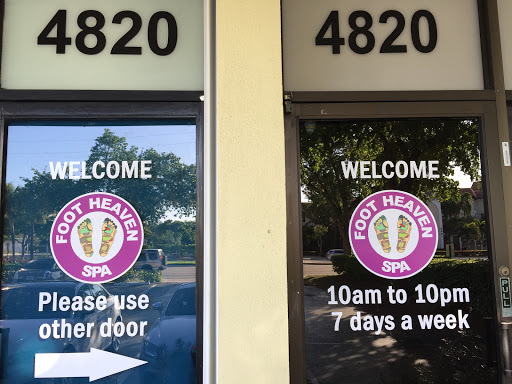 4820
WELCOME
FOOT HEAVEN
SPA
Please use
other door
4820
WELCOME
FOOT HEAVEN
SPA
10am to 10pm
7 days a week
PULL